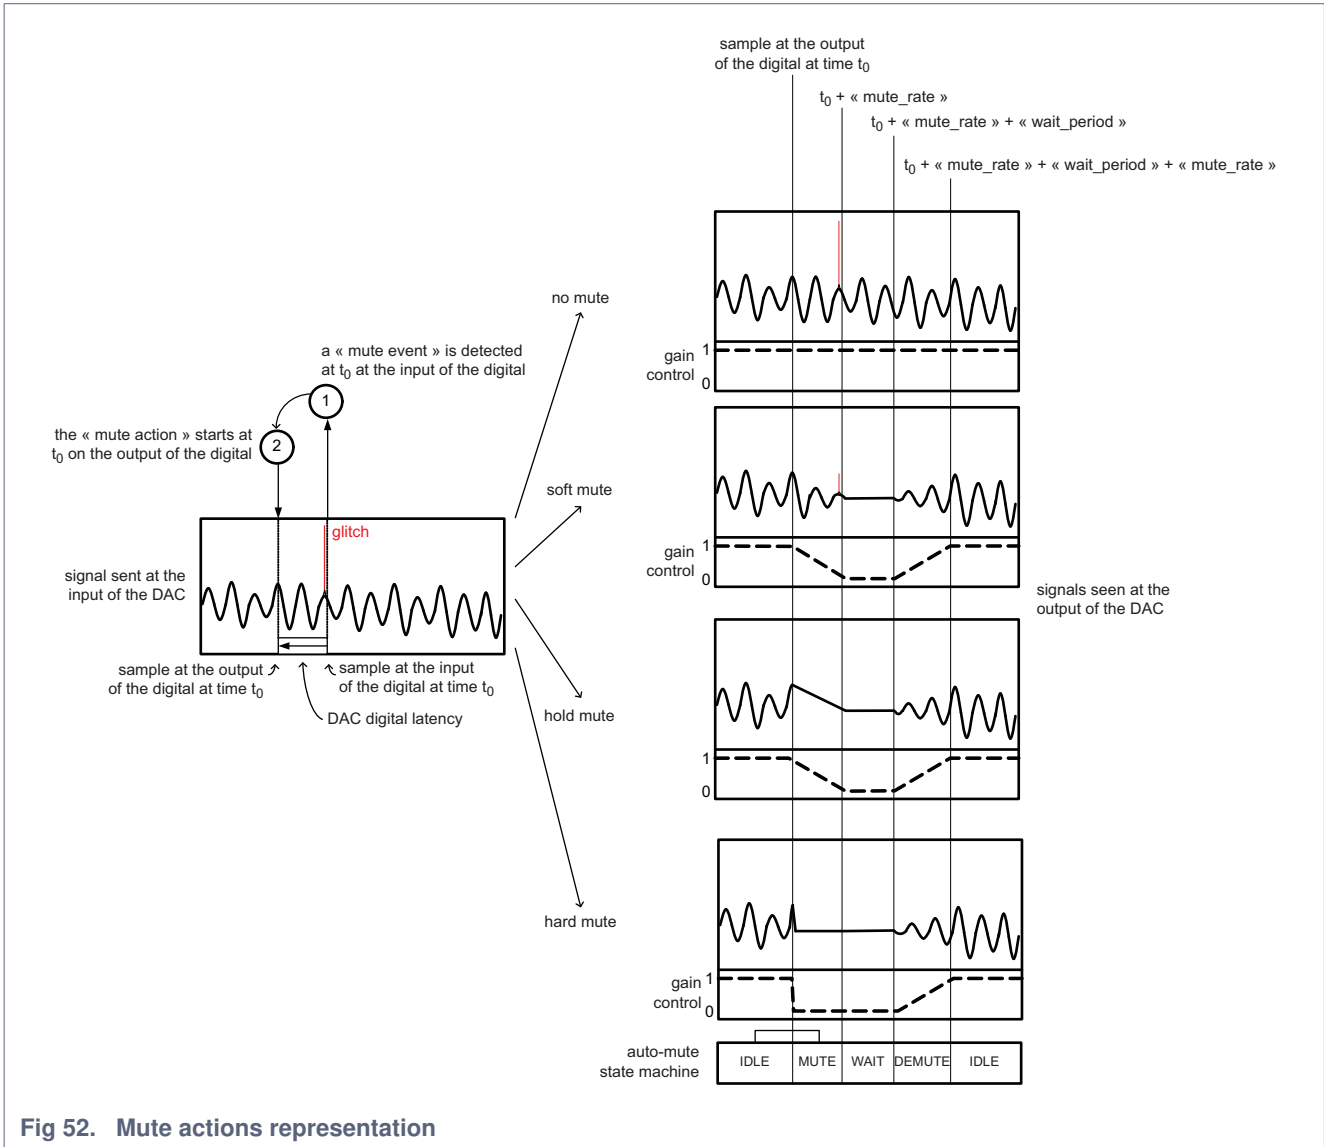 sample at the output
of the digital at time t0
t0 + « mute_rate »
t0 + « mute_rate » + « wait_period »
t0 + « mute_rate » + « wait_period » + « mute_rate »
no mute
a « mute event » is detected
at t0 at the input of the digital
1
the « mute action » starts at
t0 on the output of the digital
2
soft mute
glitch
signal sent at the
input of the DAC
sample at the output
of the digital at time t0
sample at the input
of the digital at time t0
DAC digital latency
hold mute
hard mute
gain
control
1
0
gain
control
1
0
signals seen at the
output of the DAC
1
0
gain
control
1
0
auto-mute
state machine
IDLE MUTE WAIT DEMUTE IDLE
Fig 52. Mute actions representation